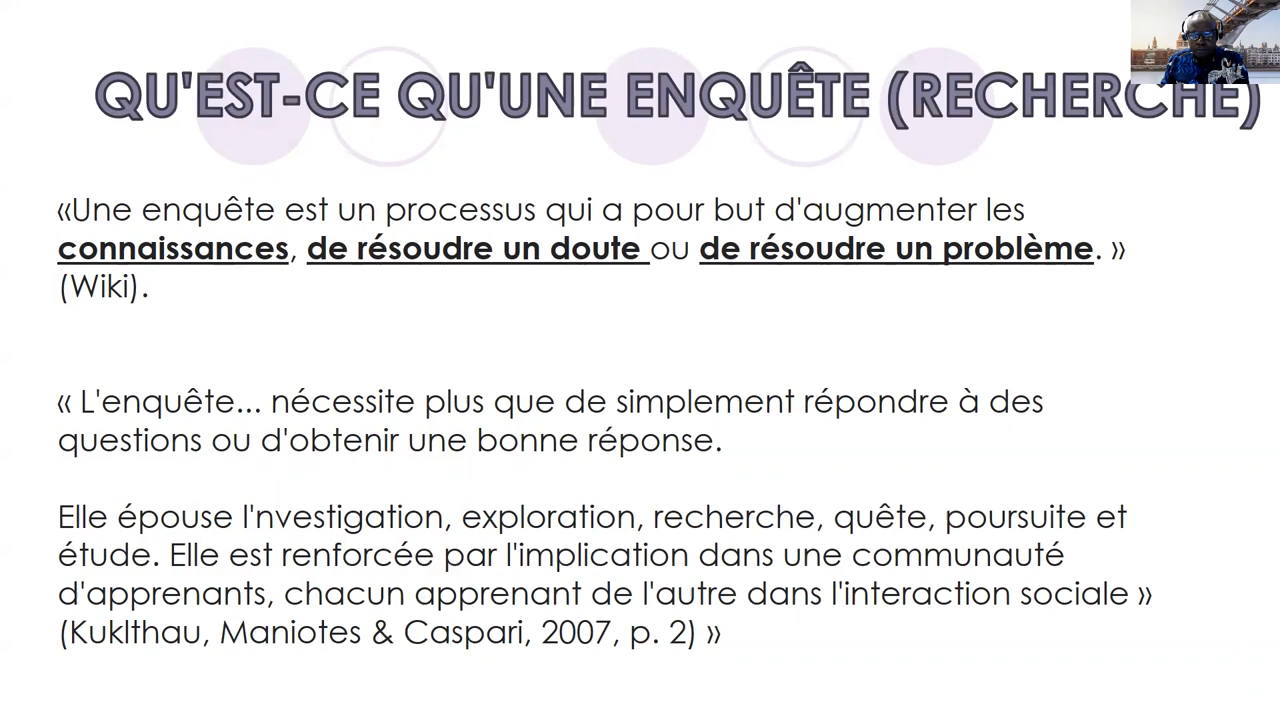 QU'EST-CE QU'UNE ENQUÊTE (RECHERCHE)
«Une enquête est un processus qui a pour but d'augmenter les
connaissances, de résoudre un doute ou de résoudre un problème. »
(Wiki).
« L'enquête... nécessite plus que de simplement répondre à des
questions ou d'obtenir une bonne réponse.
Elle épouse l'nvestigation, exploration, recherche, quête, poursuite et
étude. Elle est renforcée par l'implication dans une communauté
d'apprenants, chacun apprenant de l'autre dans l'interaction sociale »
(Kuklthau, Maniotes & Caspari, 2007, p. 2) »